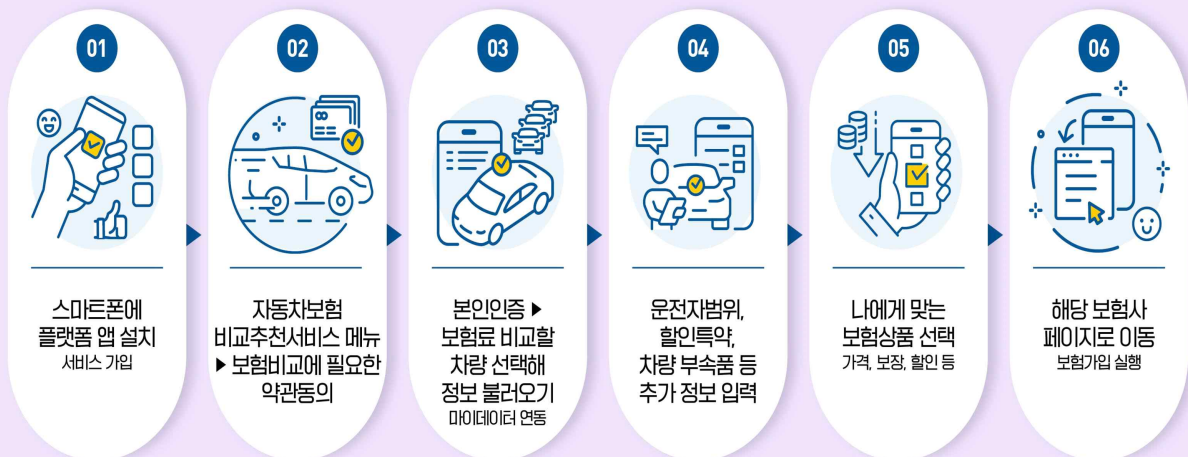 01
스마트폰에
플랫폼 앱 설치
서비스 가입
02
자동차보험
비교추천서비스 메뉴
▶ 보험비교에 필요한
약관동의
03
본인인증 ▶
보험료 비교할
차량 선택해
정보 불러오기
마이데이터 연동
04
운전자범위,
할인특약,
차량 부속품 등
추가 정보 입력
05
나에게 맞는
보험상품 선택
가격, 보장, 할인 등
06
해당 보험사
페이지로 이동
보험가입 실행